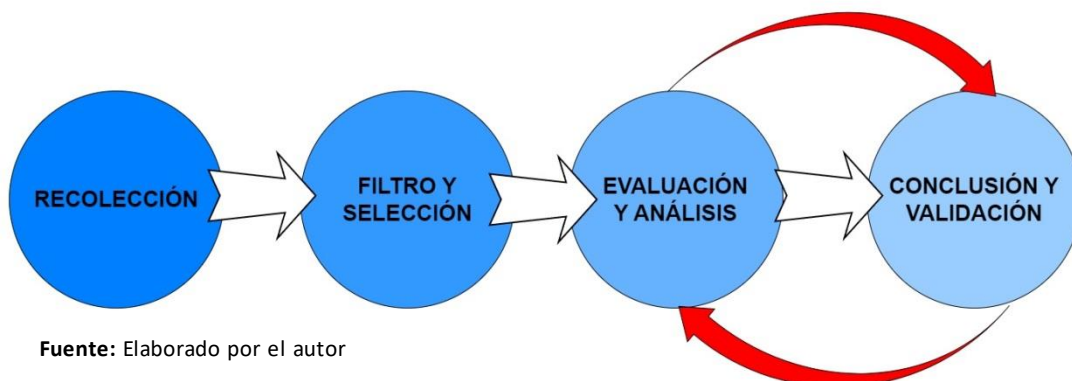 RECOLECCIÓN
FILTRO Y
SELECCIÓN
EVALUACIÓN
Y ANÁLISIS
CONCLUSIÓN Y
VALIDACIÓN
Fuente: Elaborado por el autor